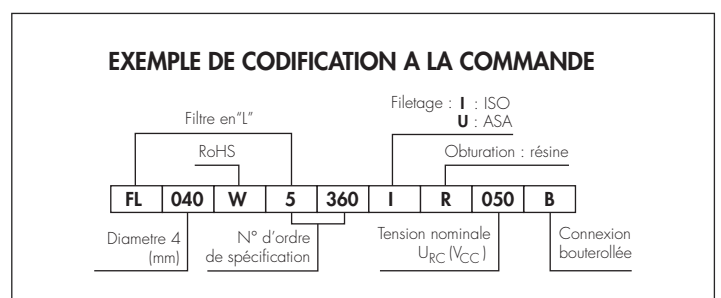 EXEMPLE DE CODIFICATION A LA COMMANDE
Filetage : I : ISO
U : ASA
Filtre en"L"
RoHS
Obturation : résine
FL 040 W 5 360 I R 050 B
Diametre 4
(mm)
N° d'ordre
de spécification
Tension nominale
URC (VCC)
Connexion
bouterollée